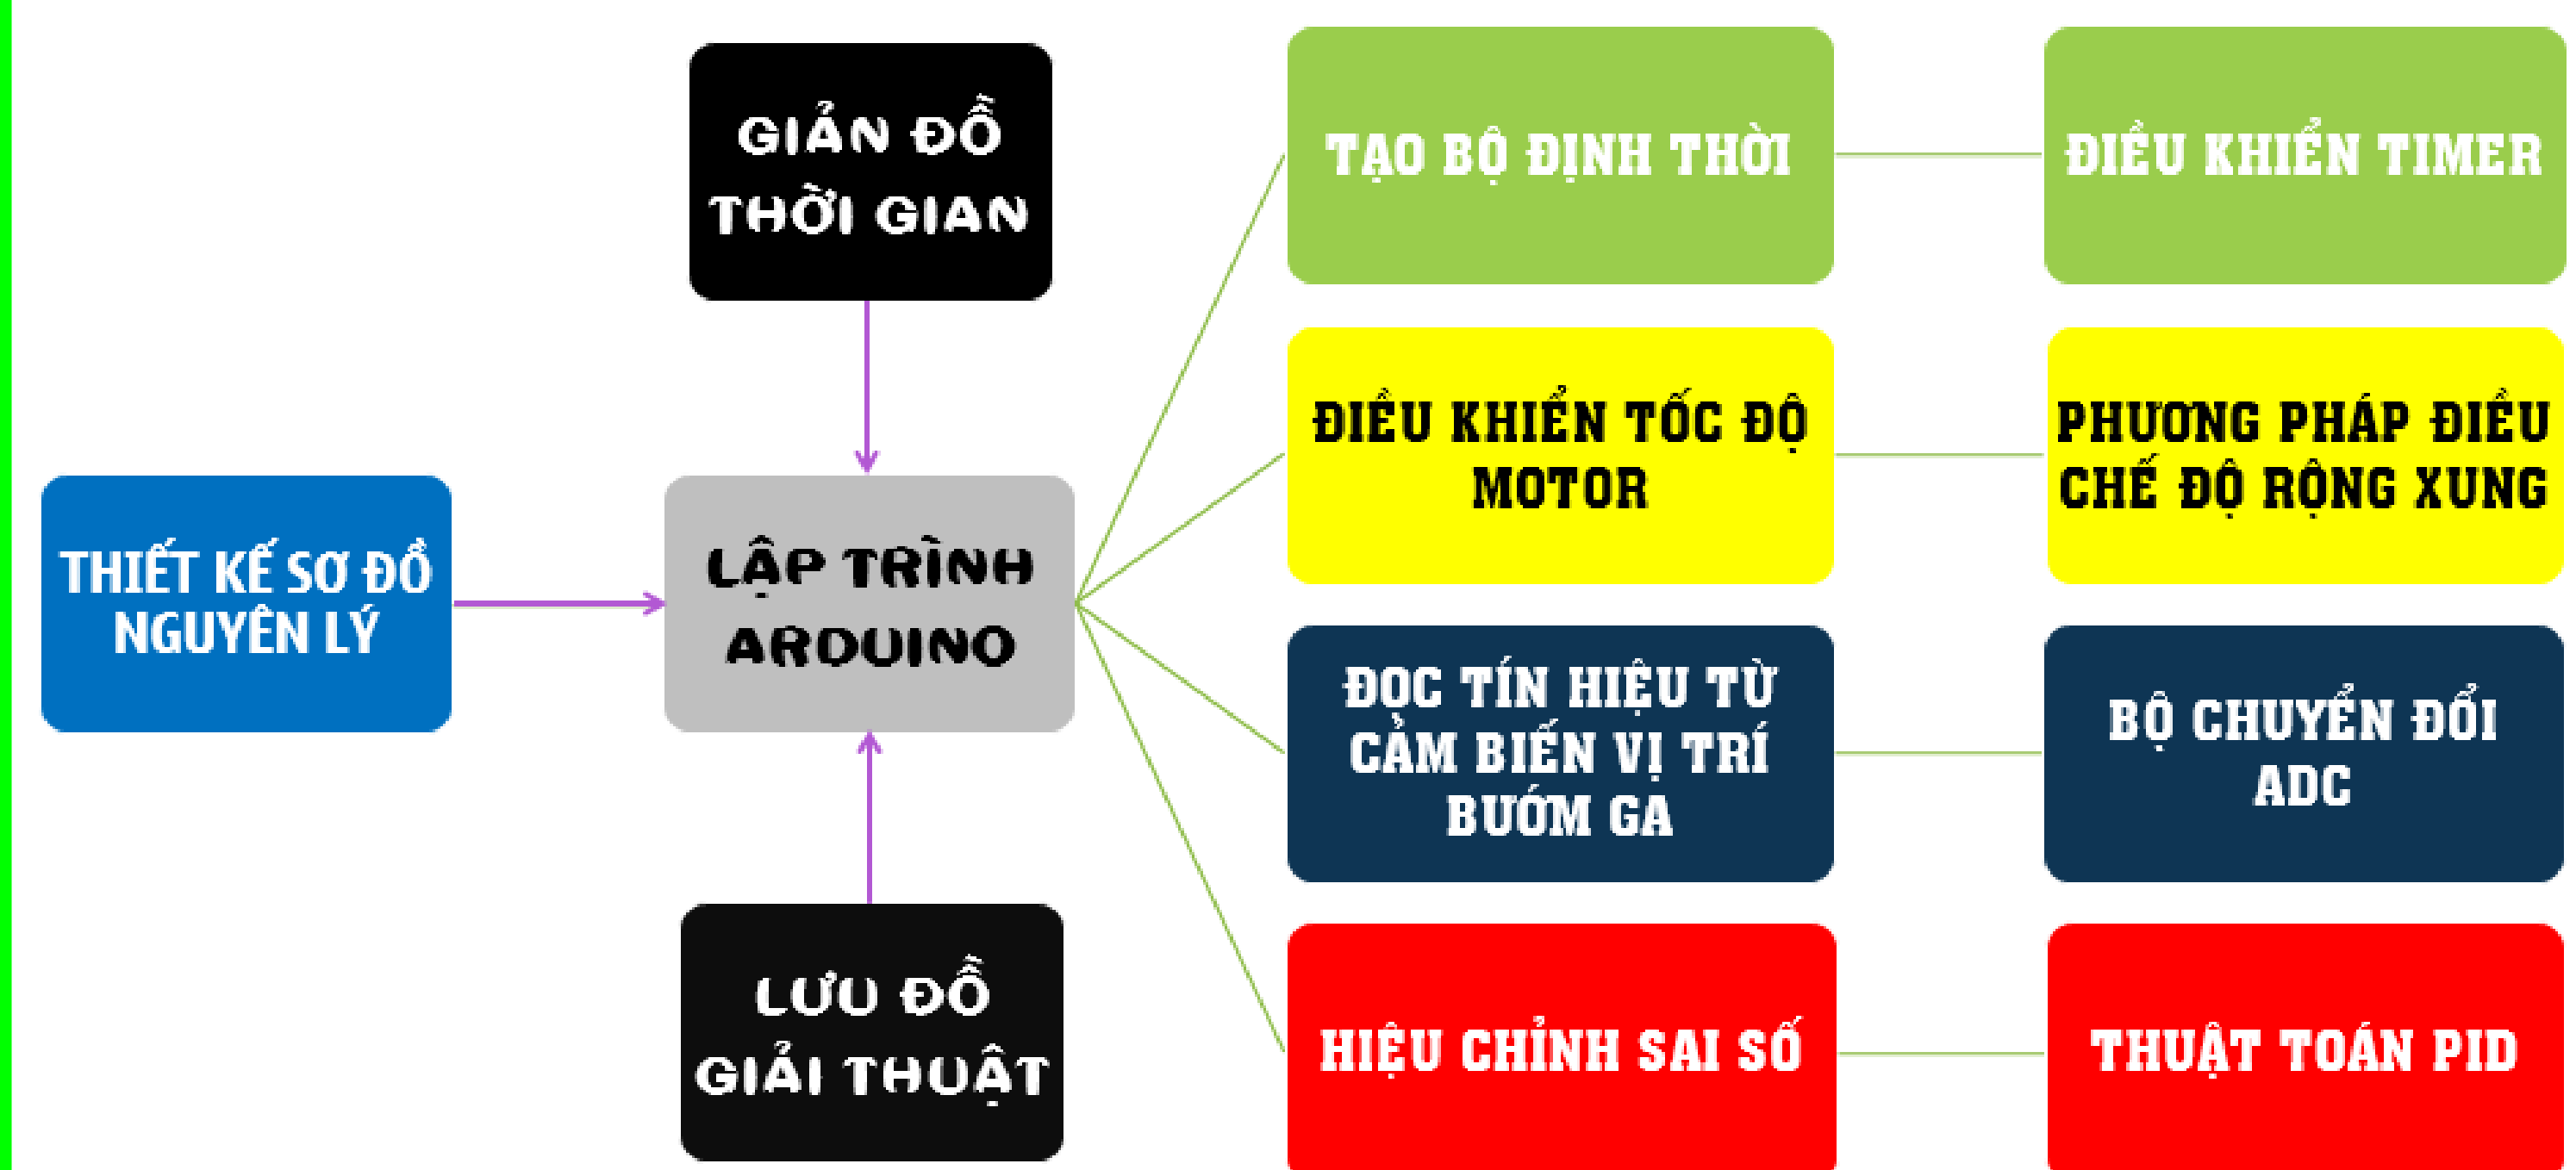 GIẢN ĐỒ
THỜI GIAN
THIẾT KẾ SƠ ĐỒ
NGUYÊN LÝ
LẬP TRÌNH
ARDUINO
LƯU ĐỒ
GIẢI THUẬT
TẠO BỘ ĐỊNH THỜI
ĐIỀU KHIỂN TIMER
ĐIỀU KHIỂN TỐC ĐỘ
MOTOR
PHƯƠNG PHÁP ĐIỀU
CHẾ ĐỘ RỘNG XUNG
ĐỌC TÍN HIỆU TỪ
CẢM BIẾN VỊ TRÍ
BƯỚM GA
BỘ CHUYỂN ĐỔI
ADC
HIỆU CHỈNH SAI SỐ
THUẬT TOÁN PID